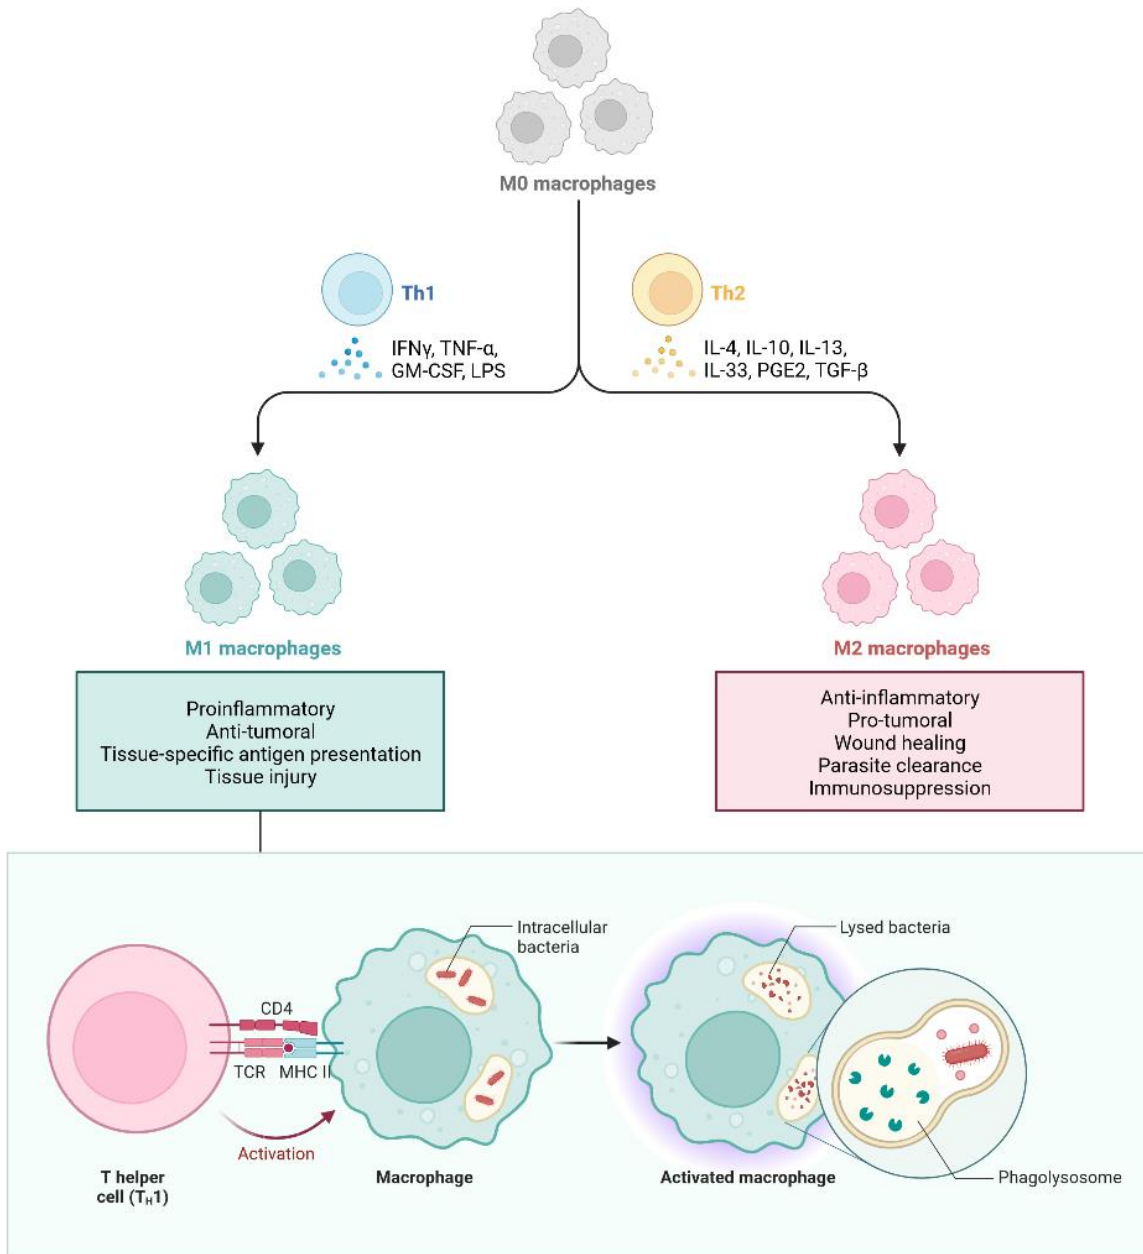 M0 macrophages
Th1
IFNγ, TNF-α,
GM-CSF, LPS
Th2
IL-4, IL-10, IL-13,
IL-33, PGE2, TGF-β
M1 macrophages
Proinflammatory
Anti-tumoral
Tissue-specific antigen presentation
Tissue injury
M2 macrophages
Anti-inflammatory
Pro-tumoral
Wound healing
Parasite clearance
Immunosuppression
CD4
TCR
MHC II
Activation
T helper
cell (TH1)
Intracellular
bacteria
Macrophage
Lysed bacteria
Activated macrophage
Phagolysosome